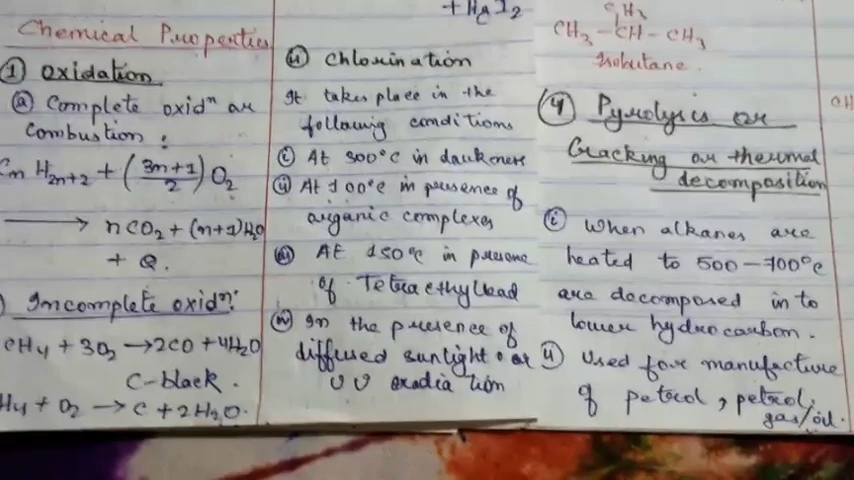 Chemical Properties
① Oxidation
ⓐ Complete oxidⁿ or
Combustion :
CnH2n+2 + (3n+1/2) O2
→ nCO2 + (n+1)H2O
+ Q.
) Incomplete oxidⁿ:
CH4 + 3O2 → 2CO + 4H2O
C-black.
H4 + O2 → C + 2H2O.
+ HCl2
ii Chlorination
It takes place in the
following conditions
i At 300°C in darkness
ii At 100°C in presence of
organic complexes
iii At 150°C in presence
of Tetraethyllead
iv In the presence of
diffused sunlight or
UV
C2H5
CH3 – CH – CH3
Isobutane.
④ Pyrolysis or
Cracking or thermal
decomposition
i When alkanes are
heated to 500–700°C
are decomposed in to
lower hydrocarbon.
ii Used for manufacture
of petrol, petrol
gas/oil.